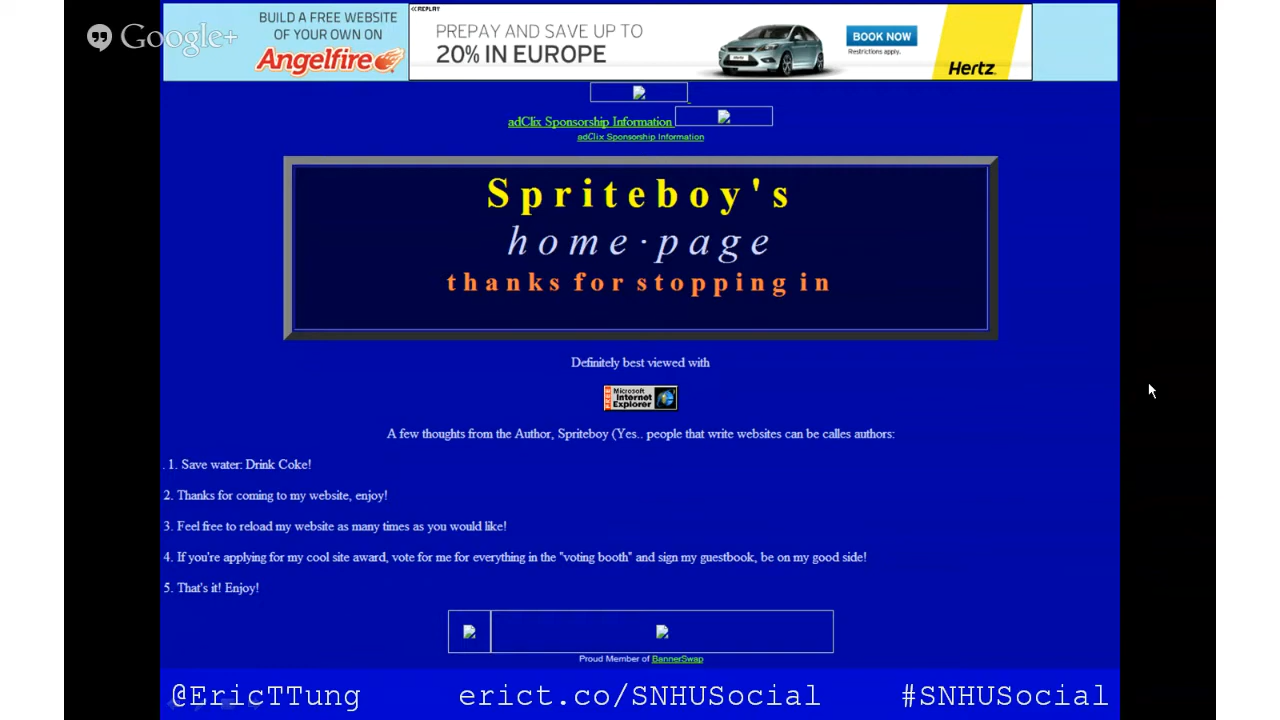 Google+
BUILD A FREE WEBSITE
OF YOUR OWN ON
Angelfire
<<REPLAY
PREPAY AND SAVE UP TO
20% IN EUROPE
BOOK NOW
Restrictions apply.
Hertz
adClix Sponsorship Information
adClix Sponsorship Information
Spriteboy's
home·page
thanks for stopping in
Definitely best viewed with
FREE
Microsoft
Internet
Explorer
A few thoughts from the Author, Spriteboy (Yes.. people that write websites can be calles authors:
. 1. Save water: Drink Coke!
2. Thanks for coming to my website, enjoy!
3. Feel free to reload my website as many times as you would like!
4. If you're applying for my cool site award, vote for me for everything in the "voting booth" and sign my guestbook, be on my good side!
5. That's it! Enjoy!
Proud Member of BannerSwap
@EricTTung erict.co/SNHUSocial #SNHUSocial